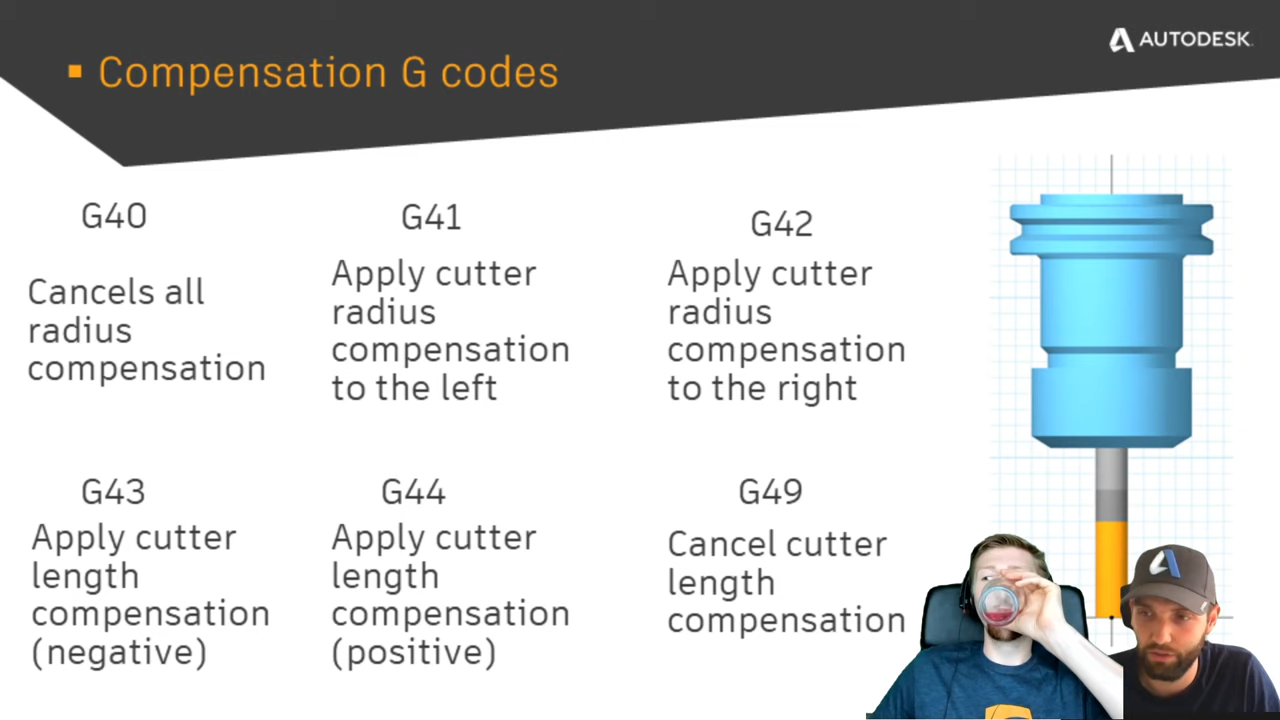 AUTODESK
Compensation G codes
G40
Cancels all
radius
compensation
G41
Apply cutter
radius
compensation
to the left
G42
Apply cutter
radius
compensation
to the right
G43
Apply cutter
length
compensation
(negative)
G44
Apply cutter
length
compensation
(positive)
G49
Cancel cutter
length
compensation